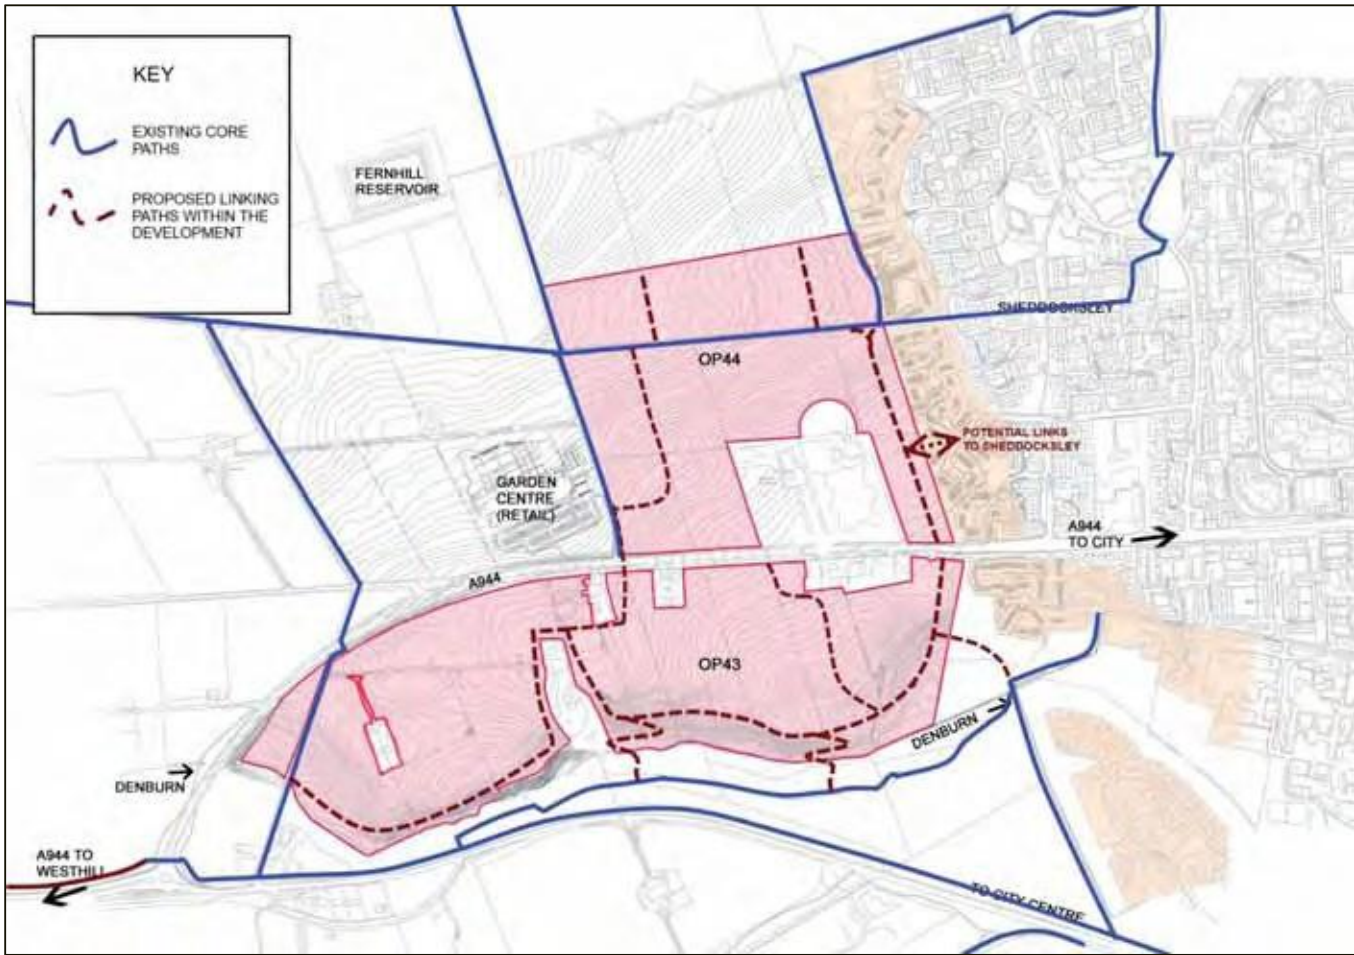 KEY
EXISTING CORE
PATHS
PROPOSED LINKING
PATHS WITHIN THE
DEVELOPMENT
FERNHILL
RESERVOIR
SHEDDOCKSLEY
OP44
POTENTIAL LINKS
TO SHEDDOCKSLEY
GARDEN
CENTRE
(RETAIL)
A944
TO CITY
A944
OP43
DENBURN
DENBURN
A944 TO
WESTHILL
TO CITY CENTRE